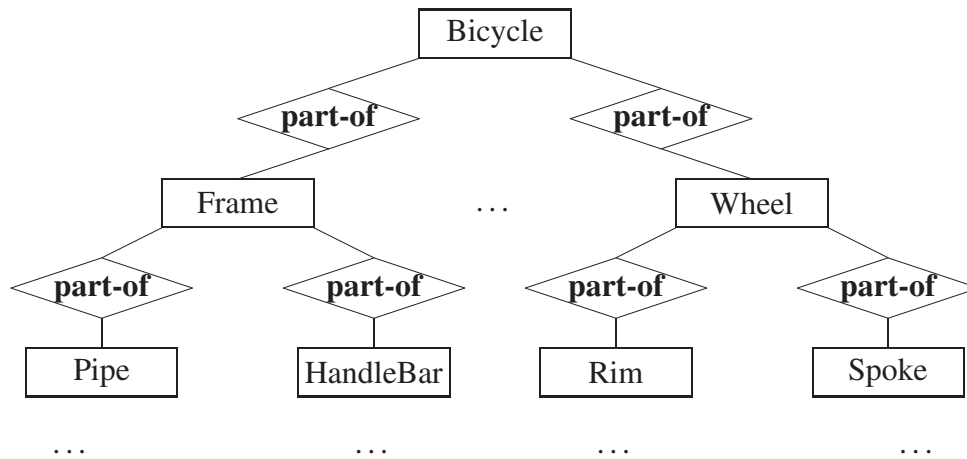 Bicycle
part-of part-of
Frame ... Wheel
part-of part-of part-of part-of
Pipe HandleBar Rim Spoke
... ... ... ...